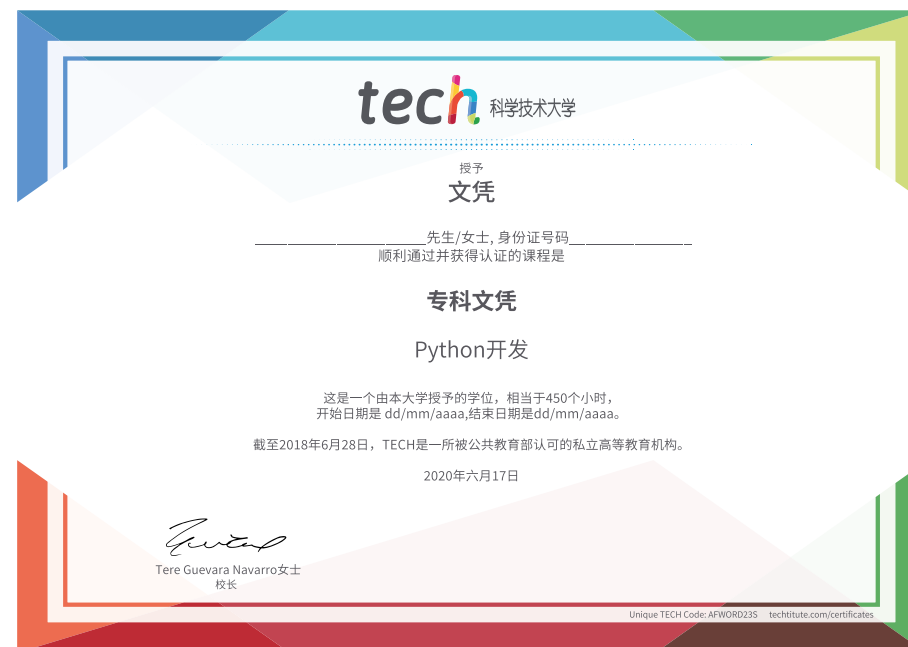 tech 科学技术大学
授予
文凭
______________________先生/女士, 身份证号码________________
顺利通过并获得认证的课程是
专科文凭
Python开发
这是一个由本大学授予的学位，相当于450个小时，
开始日期是 dd/mm/aaaa,结束日期是dd/mm/aaaa。
截至2018年6月28日，TECH是一所被公共教育部认可的私立高等教育机构。
2020年六月17日
Tere Guevara Navarro女士
校长
Unique TECH Code: AFWORD23S techtitute.com/certificates